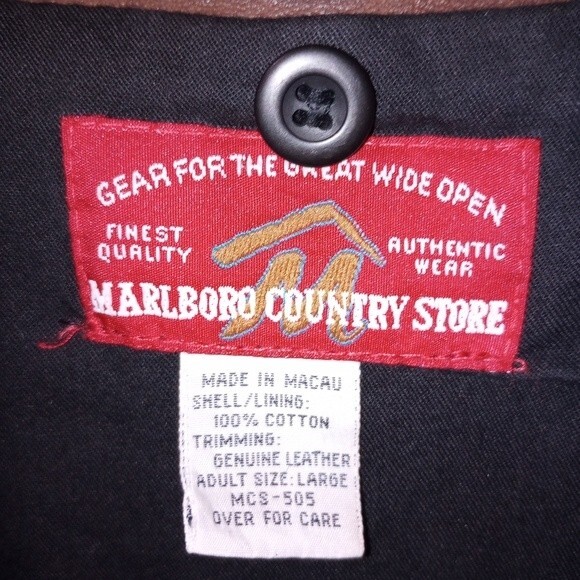 GEAR FOR THE GREAT WIDE OPEN
FINEST
QUALITY
AUTHENTIC
WEAR
MARLBORO COUNTRY STORE
MADE IN MACAU
SHELL/LINING:
100% COTTON
TRIMMING:
GENUINE LEATHER
ADULT SIZE: LARGE
MCS-505
OVER FOR CARE